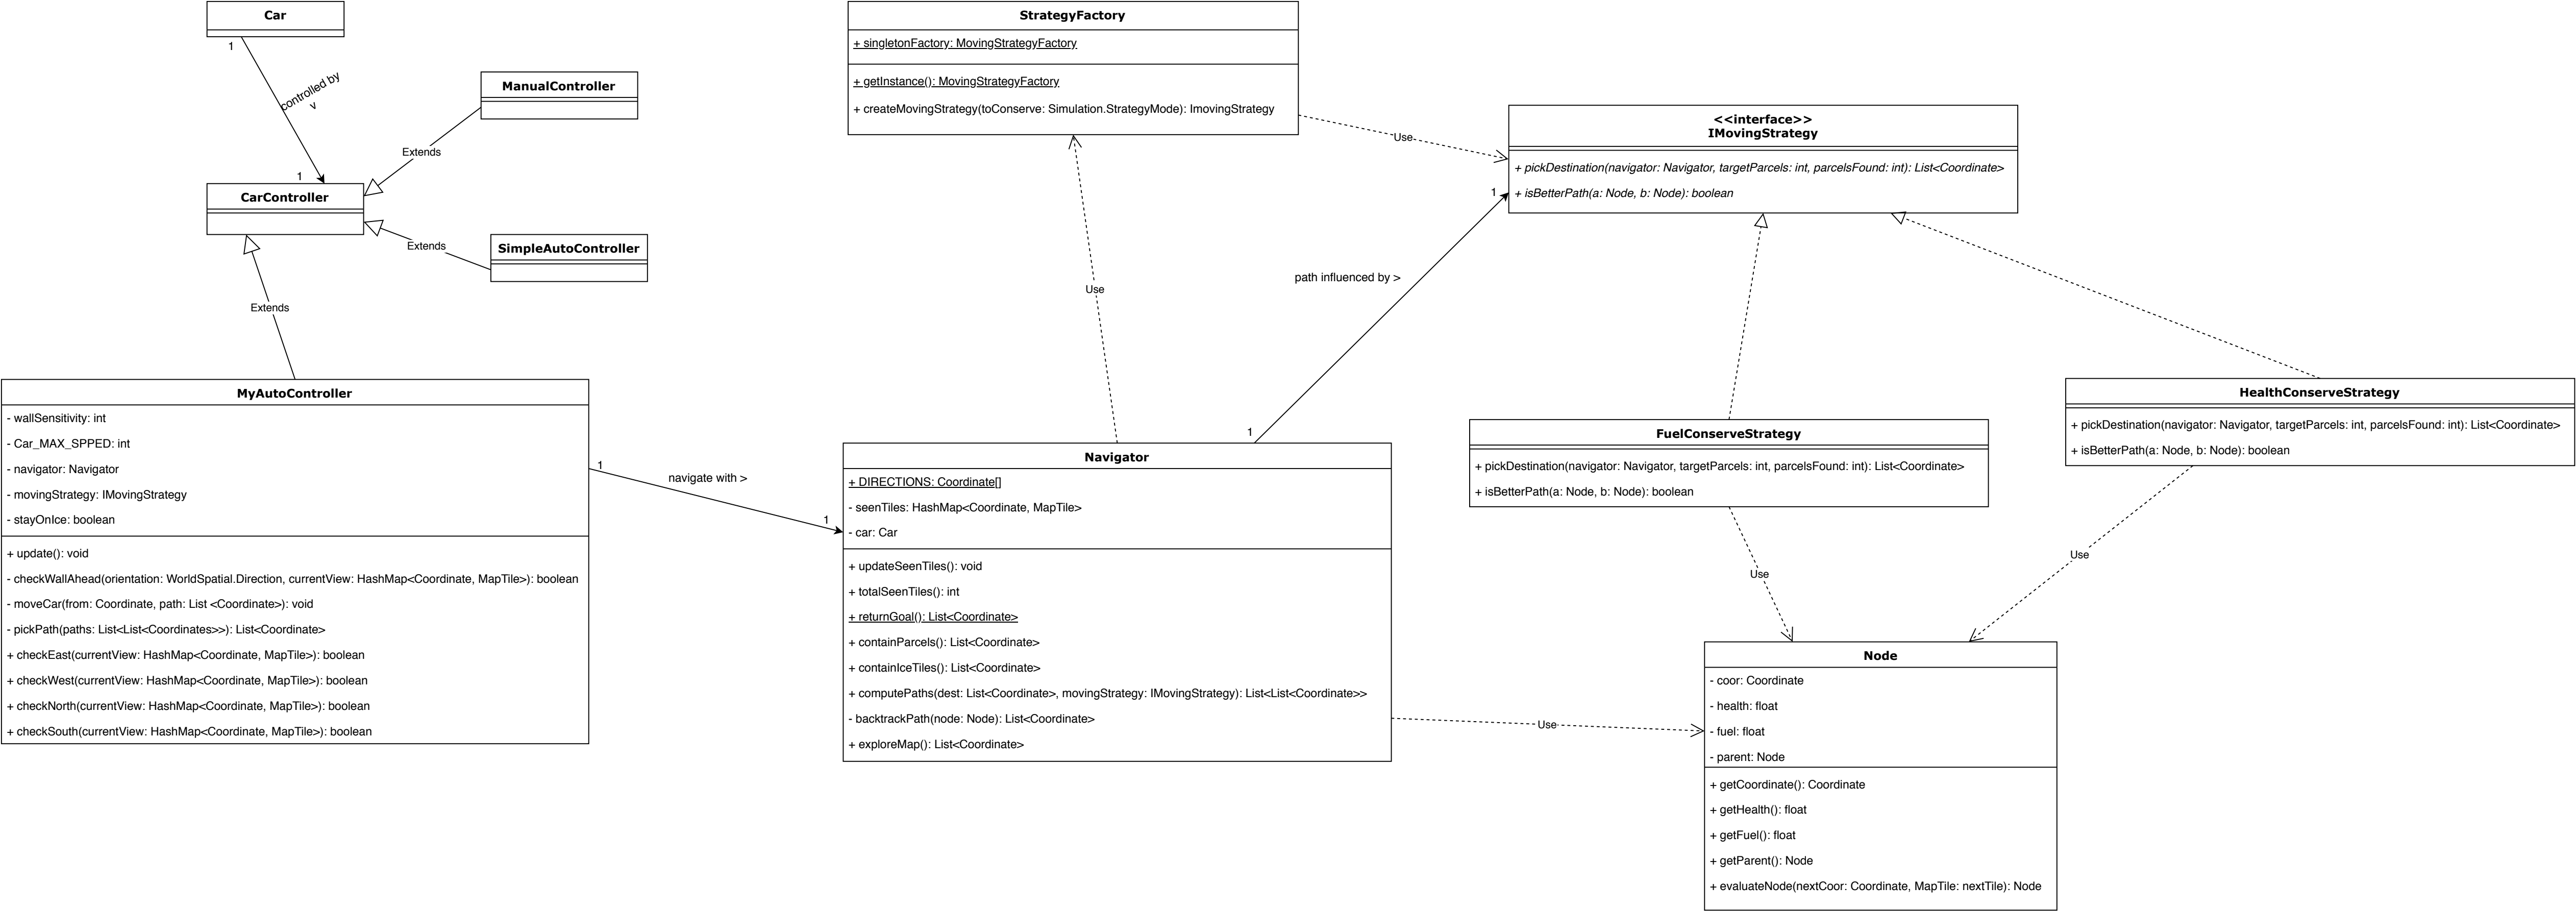 Car
1
controlled by
v
1
CarController
ManualController
Extends
SimpleAutoController
Extends
Extends
MyAutoController
- wallSensitivity: int
- Car_MAX_SPPED: int
- navigator: Navigator
- movingStrategy: IMovingStrategy
- stayOnIce: boolean
+ update(): void
- checkWallAhead(orientation: WorldSpatial.Direction, currentView: HashMap<Coordinate, MapTile>): boolean
- moveCar(from: Coordinate, path: List <Coordinate>): void
- pickPath(paths: List<List<Coordinates>>): List<Coordinate>
+ checkEast(currentView: HashMap<Coordinate, MapTile>): boolean
+ checkWest(currentView: HashMap<Coordinate, MapTile>): boolean
+ checkNorth(currentView: HashMap<Coordinate, MapTile>): boolean
+ checkSouth(currentView: HashMap<Coordinate, MapTile>): boolean
1
navigate with >
1
StrategyFactory
+ singletonFactory: MovingStrategyFactory
+ getInstance(): MovingStrategyFactory
+ createMovingStrategy(toConserve: Simulation.StrategyMode): ImovingStrategy
Use
Use
Navigator
+ DIRECTIONS: Coordinate[]
- seenTiles: HashMap<Coordinate, MapTile>
- car: Car
+ updateSeenTiles(): void
+ totalSeenTiles(): int
+ returnGoal(): List<Coordinate>
+ containParcels(): List<Coordinate>
+ containIceTiles(): List<Coordinate>
+ computePaths(dest: List<Coordinate>, movingStrategy: IMovingStrategy): List<List<Coordinate>>
- backtrackPath(node: Node): List<Coordinate>
+ exploreMap(): List<Coordinate>
1
path influenced by >
1
<<interface>>
IMovingStrategy
+ pickDestination(navigator: Navigator, targetParcels: int, parcelsFound: int): List<Coordinate>
+ isBetterPath(a: Node, b: Node): boolean
FuelConserveStrategy
+ pickDestination(navigator: Navigator, targetParcels: int, parcelsFound: int): List<Coordinate>
+ isBetterPath(a: Node, b: Node): boolean
HealthConserveStrategy
+ pickDestination(navigator: Navigator, targetParcels: int, parcelsFound: int): List<Coordinate>
+ isBetterPath(a: Node, b: Node): boolean
Use
Use
Use
Node
- coor: Coordinate
- health: float
- fuel: float
- parent: Node
+ getCoordinate(): Coordinate
+ getHealth(): float
+ getFuel(): float
+ getParent(): Node
+ evaluateNode(nextCoor: Coordinate, MapTile: nextTile): Node